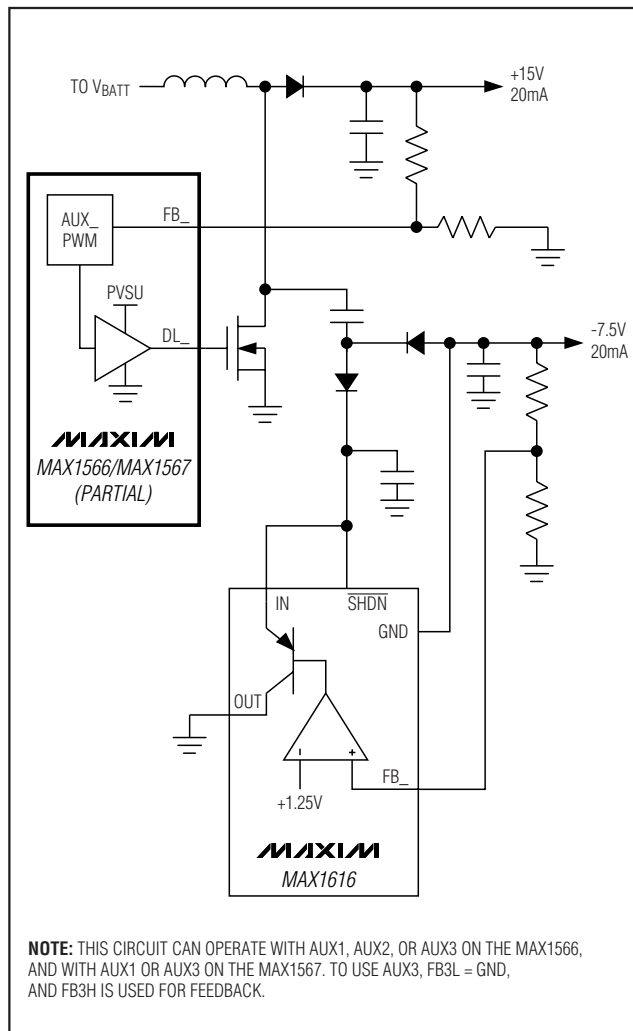 TO VBATT
+15V
20mA
AUX_
PWM
FB_
PVSU
DL_
-7.5V
20mA
MAXIM
MAX1566/MAX1567
(PARTIAL)
IN
SHDN
GND
OUT
- +
FB_
+1.25V
MAXIM
MAX1616
NOTE: THIS CIRCUIT CAN OPERATE WITH AUX1, AUX2, OR AUX3 ON THE MAX1566,
AND WITH AUX1 OR AUX3 ON THE MAX1567. TO USE AUX3, FB3L = GND,
AND FB3H IS USED FOR FEEDBACK.